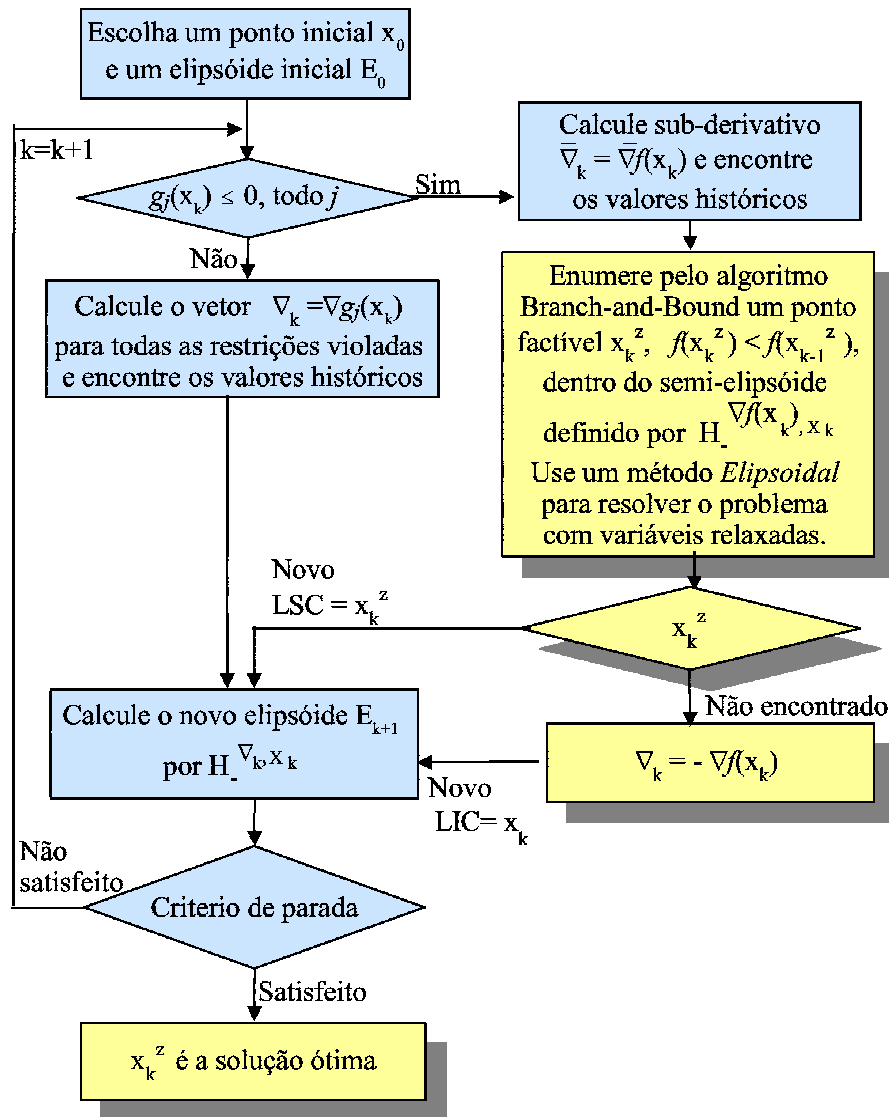 Escolha um ponto inicial x₀
e um elipsóide inicial E₀
k=k+1
gⱼ(xₖ) ≤ 0, todo j
Sim
Não
Calcule sub-derivativo
∇̄ₖ = ∇̄f(xₖ) e encontre
os valores históricos
Calcule o vetor ∇ₖ =∇gⱼ(xₖ)
para todas as restrições violadas
e encontre os valores históricos
Enumere pelo algoritmo
Branch-and-Bound um ponto
factível xₖᶻ, f(xₖᶻ) < f(xₖ₋₁ᶻ),
dentro do semi-elipsóide
definido por H₋^∇f(xₖ), xₖ
Use um método Elipsoidal
para resolver o problema
com variáveis relaxadas.
Novo
LSC = xₖᶻ
xₖᶻ
Não encontrado
∇ₖ = - ∇f(xₖ)
Novo
LIC= xₖ
Calcule o novo elipsóide Eₖ₊₁
por H₋^∇ₖ, xₖ
Não
satisfeito
Criterio de parada
Satisfeito
xₖᶻ é a solução ótima